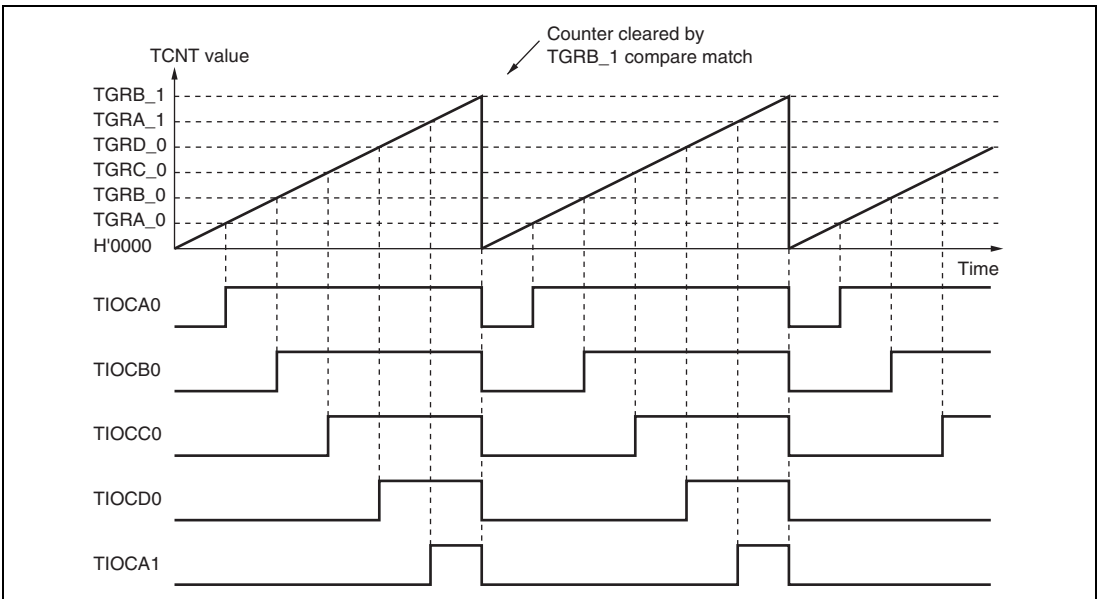 Counter cleared by
TGRB_1 compare match
TCNT value
TGRB_1
TGRA_1
TGRD_0
TGRC_0
TGRB_0
TGRA_0
H'0000
Time
TIOCA0
TIOCB0
TIOCC0
TIOCD0
TIOCA1